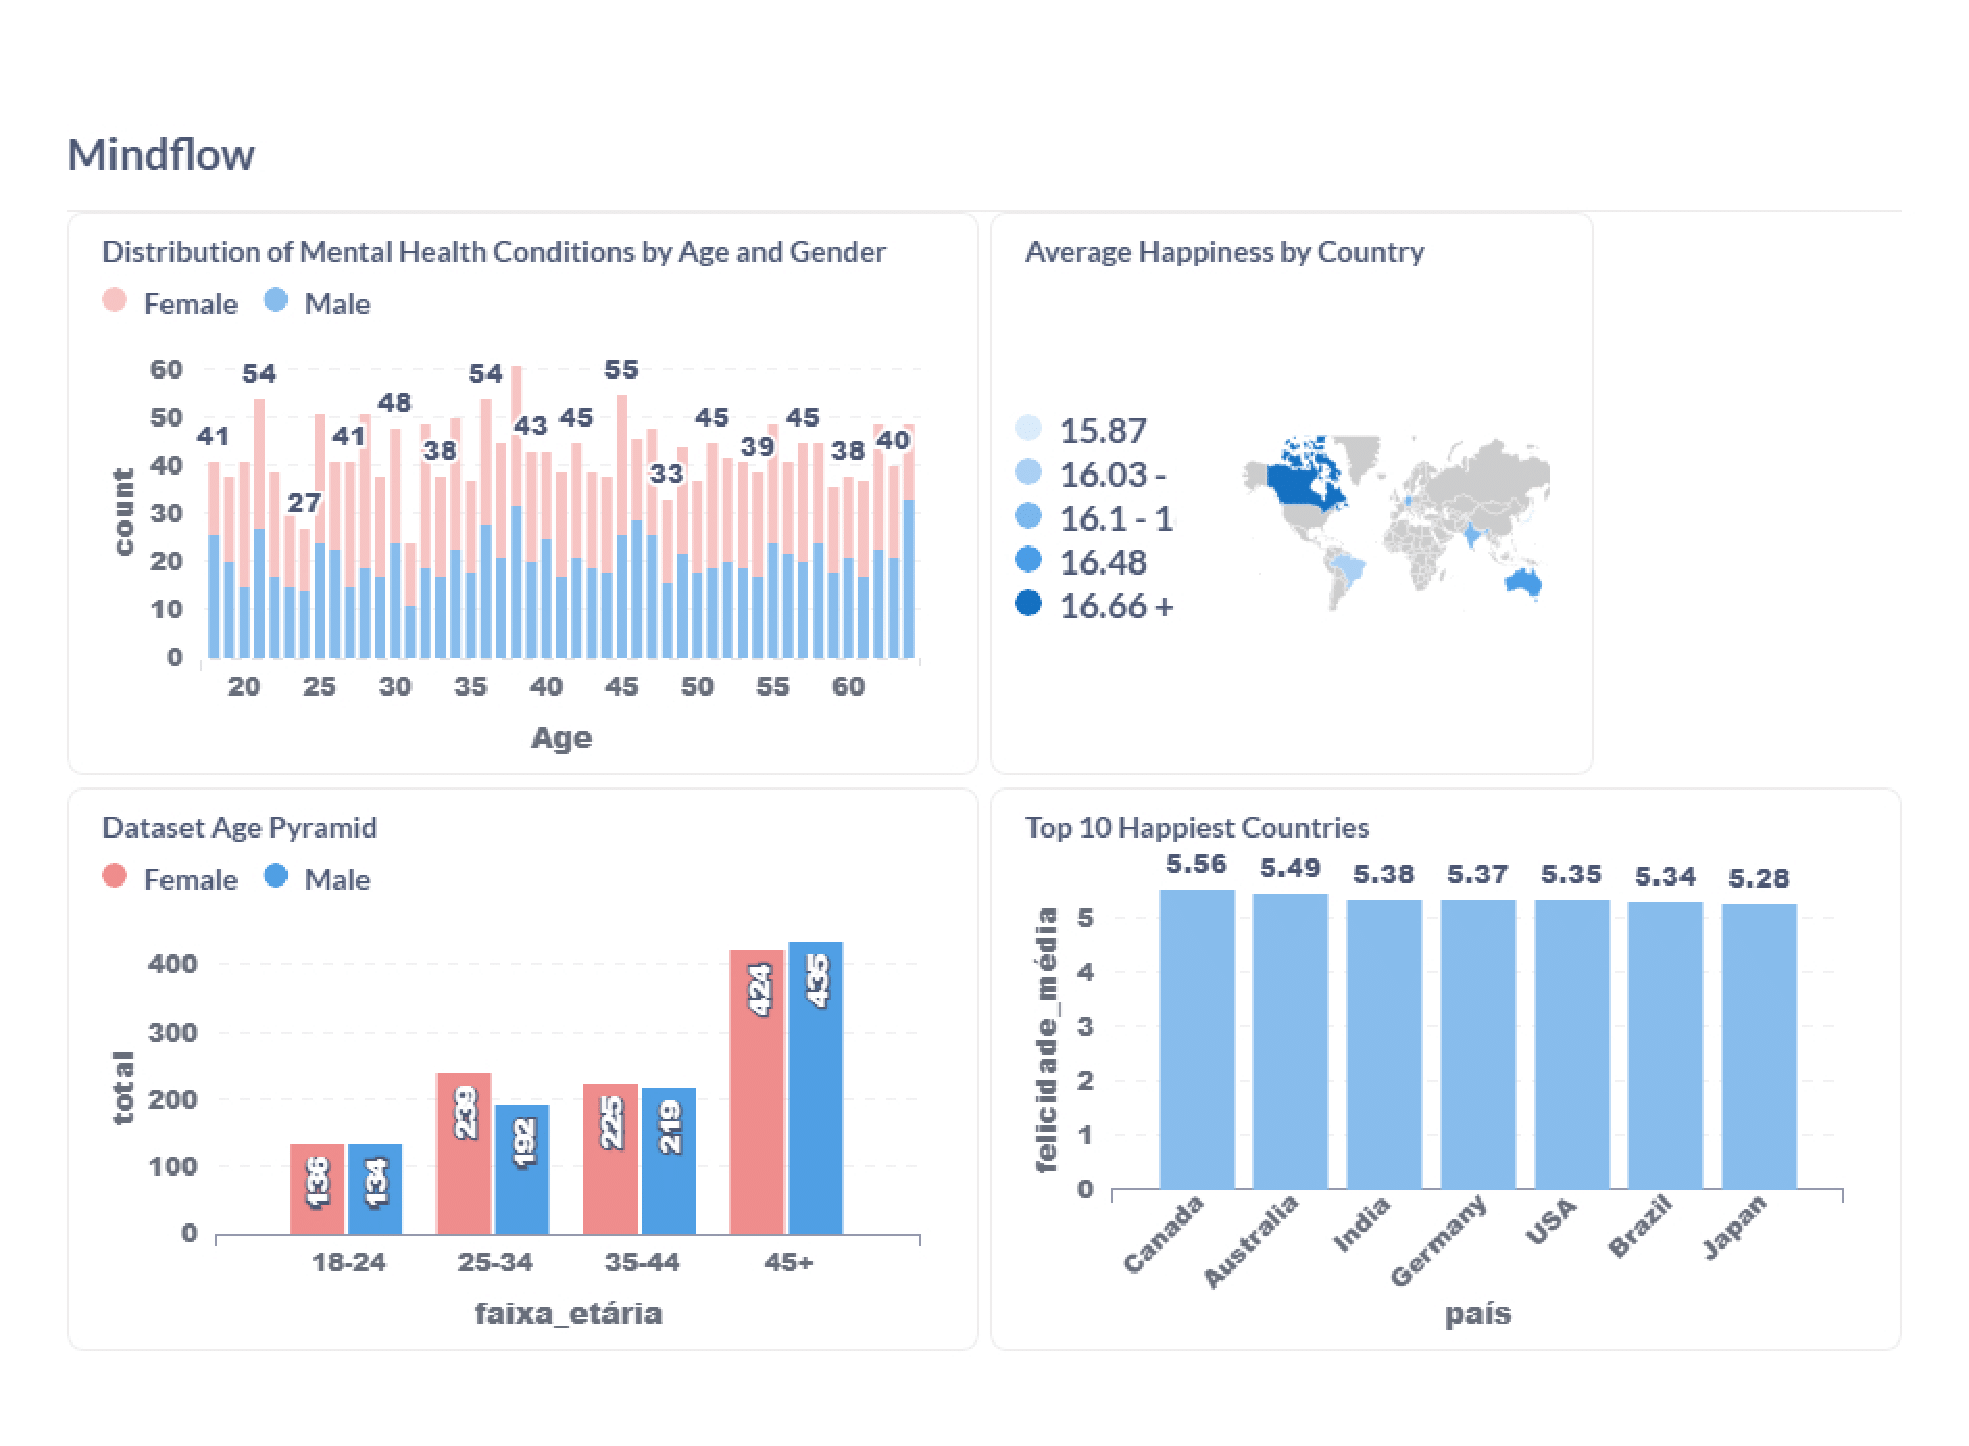 Mindflow
Distribution of Mental Health Conditions by Age and Gender
Female Male
count
60
50
40
30
20
10
0
41
54
27
41
48
38
54
43
45
55
33
45
39
45
38
40
20 25 30 35 40 45 50 55 60
Age
Average Happiness by Country
15.87
16.03 -
16.1 - 1
16.48
16.66 +
Dataset Age Pyramid
Female Male
total
400
300
200
100
0
136 134 239 192 225 219 424 435
18-24 25-34 35-44 45+
faixa_etária
Top 10 Happiest Countries
5.56 5.49 5.38 5.37 5.35 5.34 5.28
felicidade_média
5
4
3
2
1
0
Canada Australia India Germany USA Brazil Japan
país